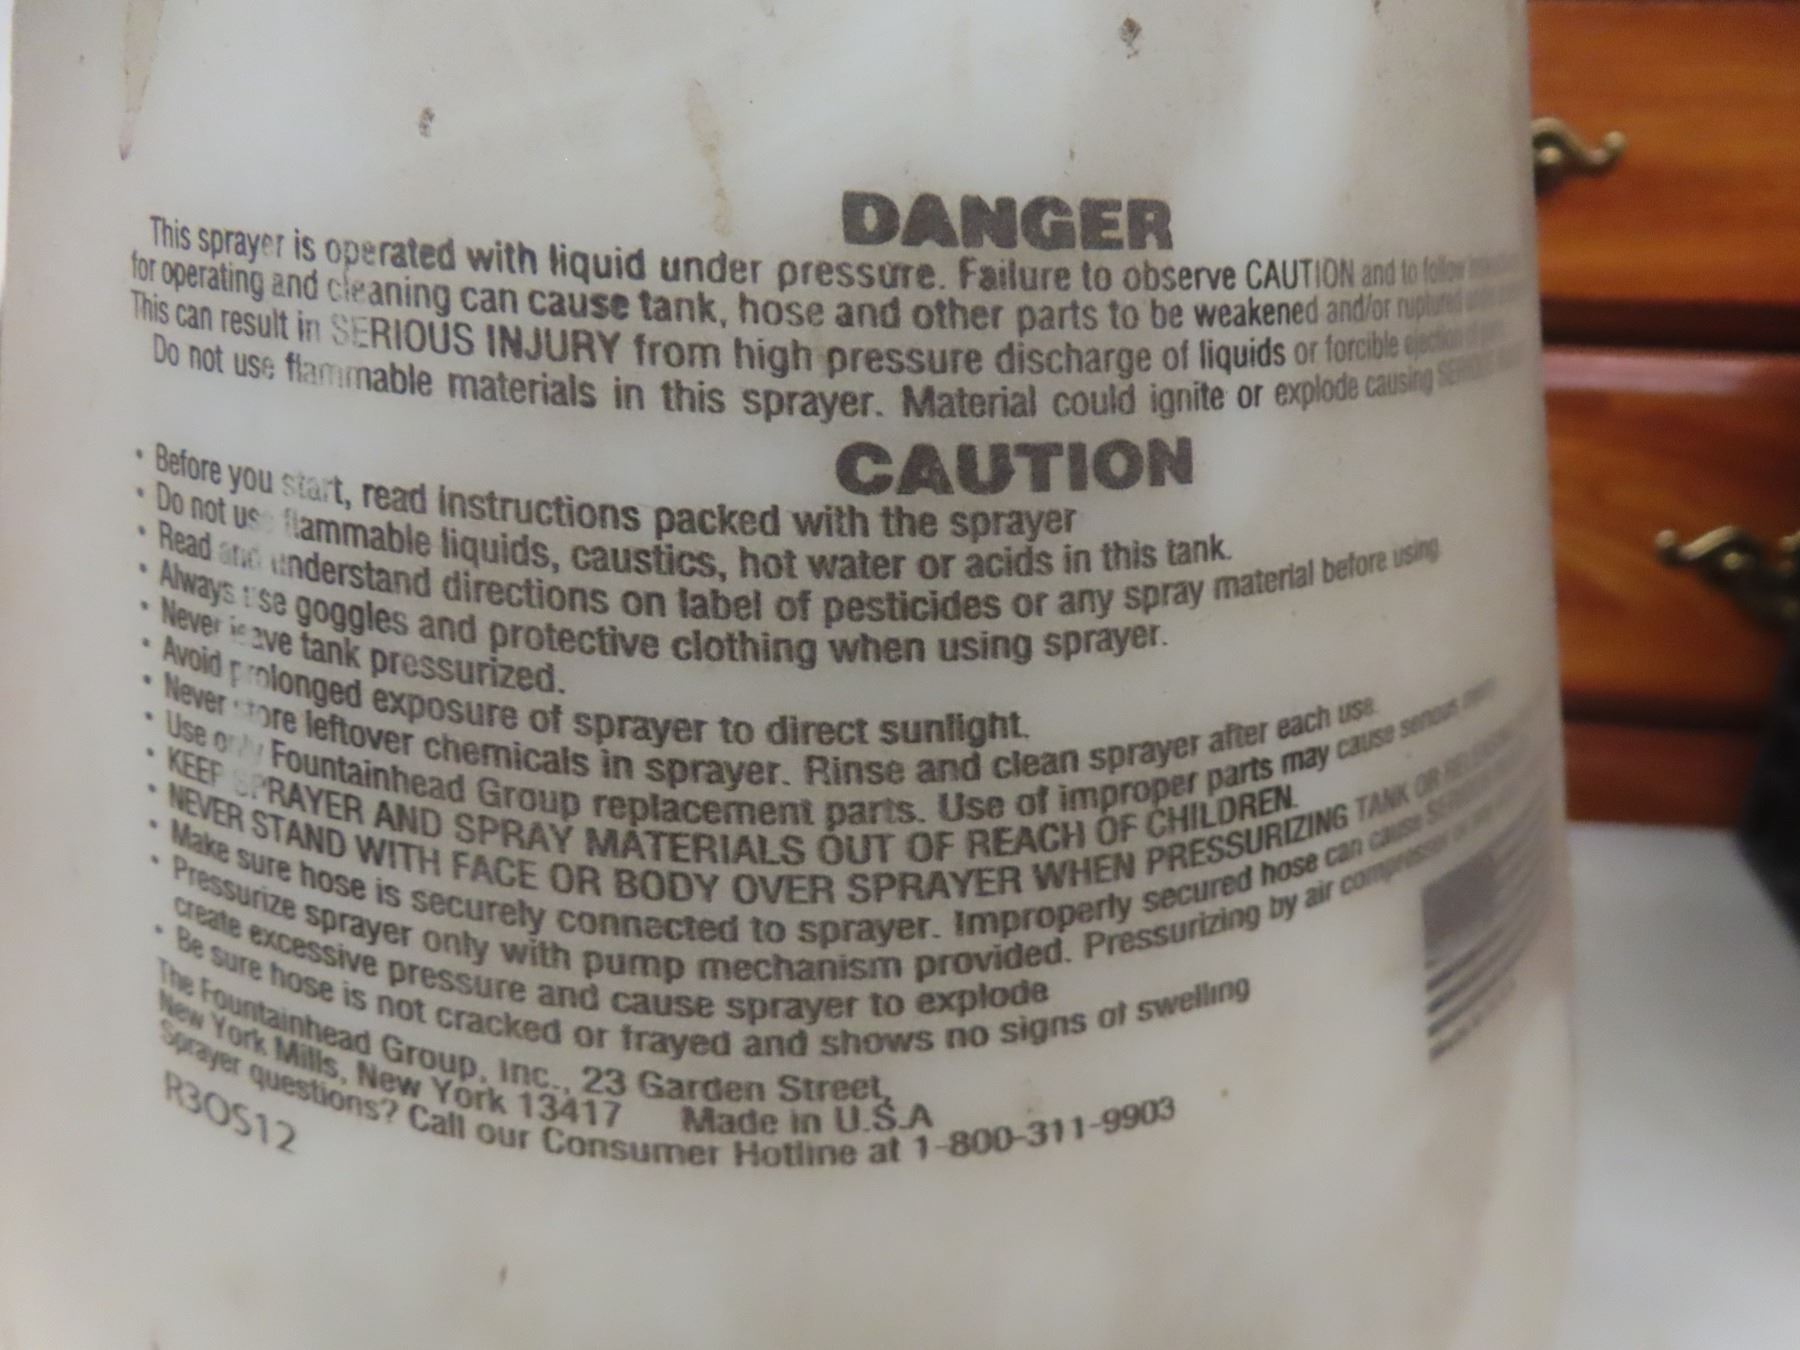 DANGER
This sprayer is operated with liquid under pressure. Failure to observe CAUTION and to follow
for operating and cleaning can cause tank, hose and other parts to be weakened and/or ruptured
This can result in SERIOUS INJURY from high pressure discharge of liquids or forcible ejection of
Do not use flammable materials in this sprayer. Material could ignite or explode causing SERIOUS
CAUTION
• Before you start, read instructions packed with the sprayer
• Do not use flammable liquids, caustics, hot water or acids in this tank.
• Read and understand directions on label of pesticides or any spray material before using
• Always use goggles and protective clothing when using sprayer.
• Never leave tank pressurized.
• Avoid prolonged exposure of sprayer to direct sunlight.
• Never store leftover chemicals in sprayer. Rinse and clean sprayer after each use.
• Use only Fountainhead Group replacement parts. Use of improper parts may cause serious
• KEEP SPRAYER AND SPRAY MATERIALS OUT OF REACH OF CHILDREN.
• NEVER STAND WITH FACE OR BODY OVER SPRAYER WHEN PRESSURIZING TANK OR
• Make sure hose is securely connected to sprayer. Improperly secured hose can cause SERIOUS
• Pressurize sprayer only with pump mechanism provided. Pressurizing by air compressor
create excessive pressure and cause sprayer to explode
• Be sure hose is not cracked or frayed and shows no signs of swelling
The Fountainhead Group, Inc., 23 Garden Street,
New York Mills, New York 13417 Made in U.S.A
Sprayer questions? Call our Consumer Hotline at 1-800-311-9903
R3OS12